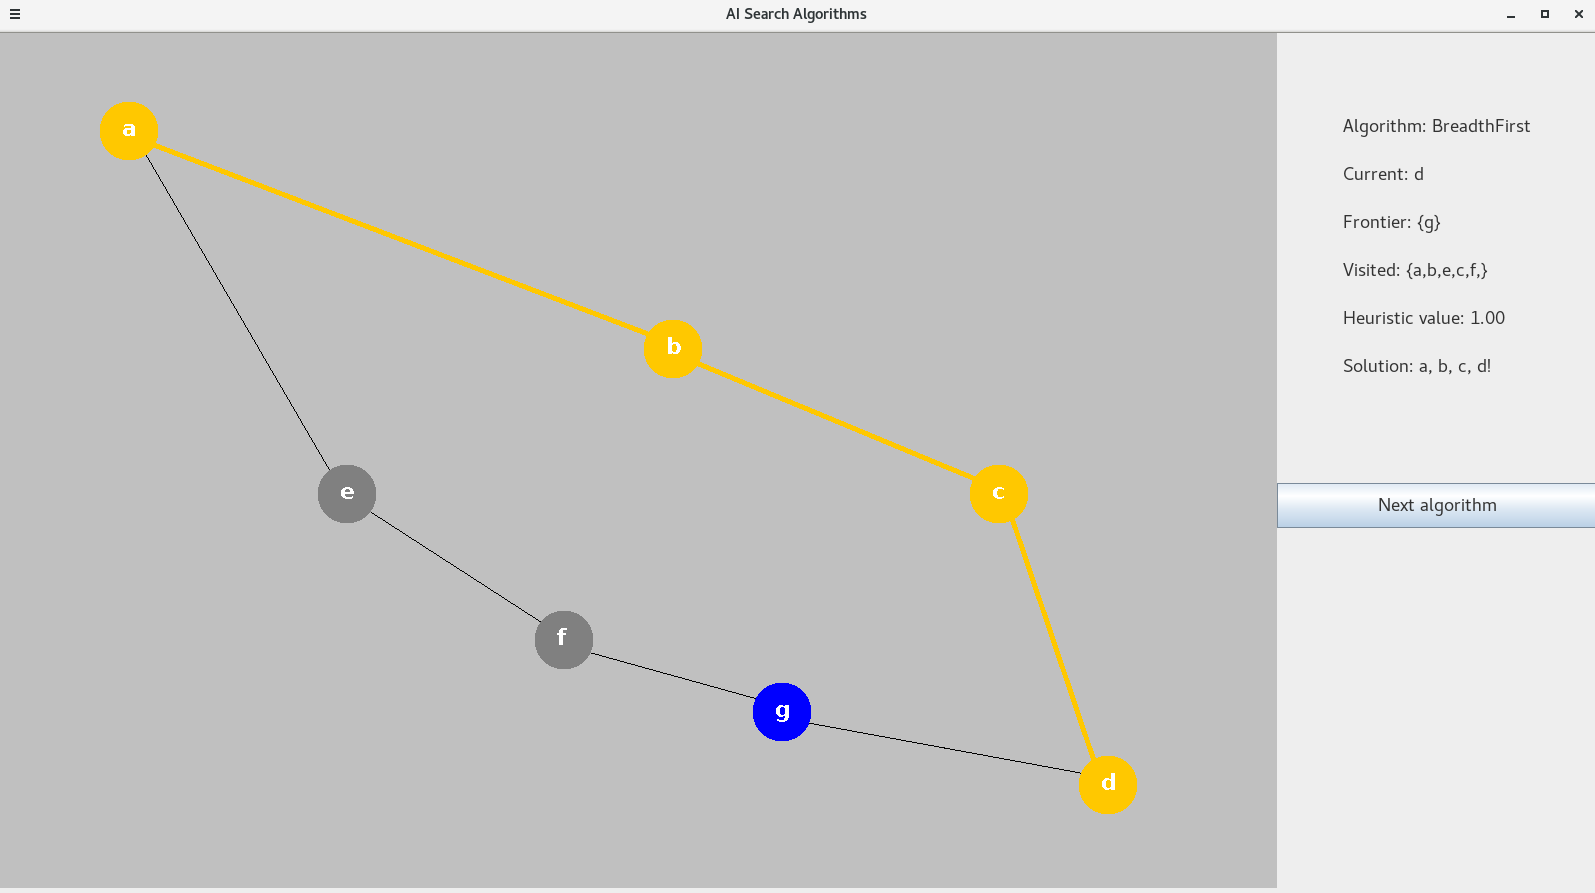 AI Search Algorithms
a
b
c
e
f
g
d
Algorithm: BreadthFirst
Current: d
Frontier: {g}
Visited: {a,b,e,c,f,}
Heuristic value: 1.00
Solution: a, b, c, d!
Next algorithm